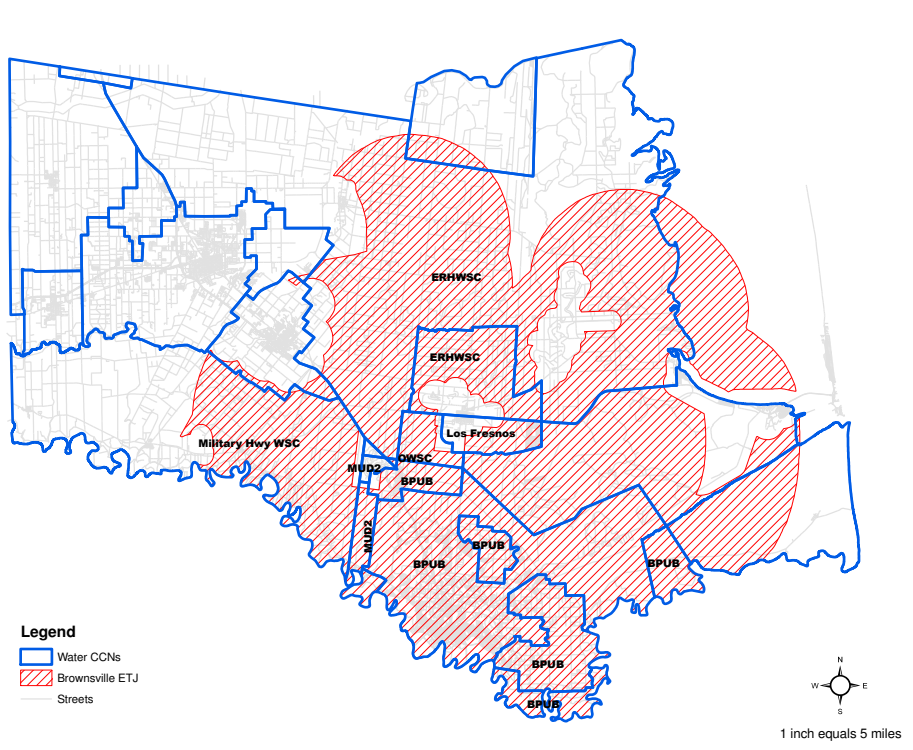 ERHWSC
ERHWSC
Los Fresnos
Military Hwy WSC
OWSC
MUD2
BPUB
MUD2
BPUB
BPUB
BPUB
BPUB
BPUB
Legend
Water CCNs
Brownsville ETJ
Streets
N
W E
S
1 inch equals 5 miles